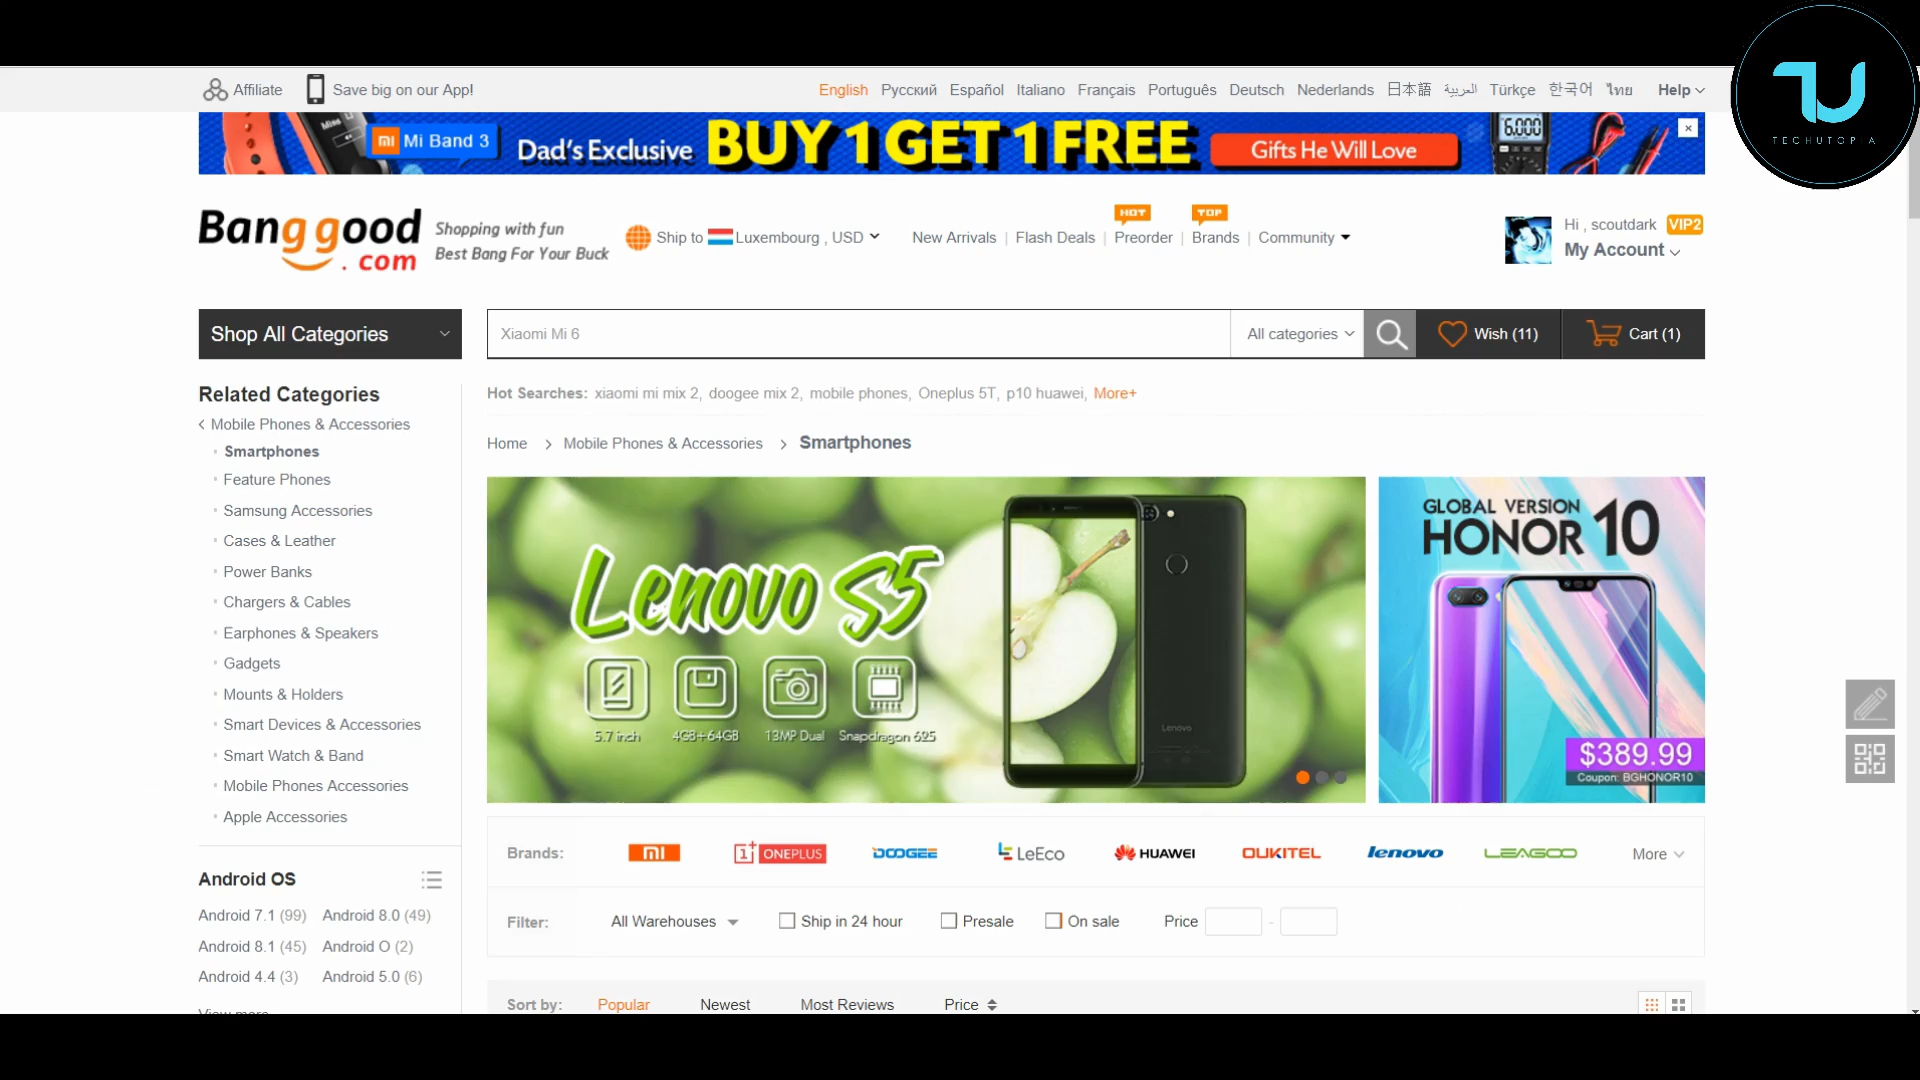 Affiliate Save big on our App! English Русский Español Italiano Français Português Deutsch Nederlands 日本語 العربية Türkçe 한국어 ไทย Help
TECHUTOPIA
mi Mi Band 3 Dad's Exclusive BUY 1 GET 1 FREE Gifts He Will Love 6.000
Banggood.com
Shopping with fun
Best Bang For Your Buck
Ship to Luxembourg , USD
New Arrivals | Flash Deals | Preorder | Brands | Community
HOT TOP
Hi , scoutdark VIP2
My Account
Shop All Categories
Xiaomi Mi 6 All categories Wish (11) Cart (1)
Hot Searches: xiaomi mi mix 2, doogee mix 2, mobile phones, Oneplus 5T, p10 huawei, More+
Home > Mobile Phones & Accessories > Smartphones
Related Categories
Mobile Phones & Accessories
Smartphones
Feature Phones
Samsung Accessories
Cases & Leather
Power Banks
Chargers & Cables
Earphones & Speakers
Gadgets
Mounts & Holders
Smart Devices & Accessories
Smart Watch & Band
Mobile Phones Accessories
Apple Accessories
Android OS
Android 7.1 (99) Android 8.0 (49)
Android 8.1 (45) Android O (2)
Android 4.4 (3) Android 5.0 (6)
View more
Lenovo S5
5.7 inch 4GB+64GB 13MP Dual Snapdragon 625
Lenovo
GLOBAL VERSION
HONOR 10
$389.99
Coupon: BGHONOR10
Brands: mi 1+ ONEPLUS DOOGEE LeEco HUAWEI OUKITEL lenovo LEAGOO More
Filter: All Warehouses Ship in 24 hour Presale On sale Price -
Sort by: Popular Newest Most Reviews Price